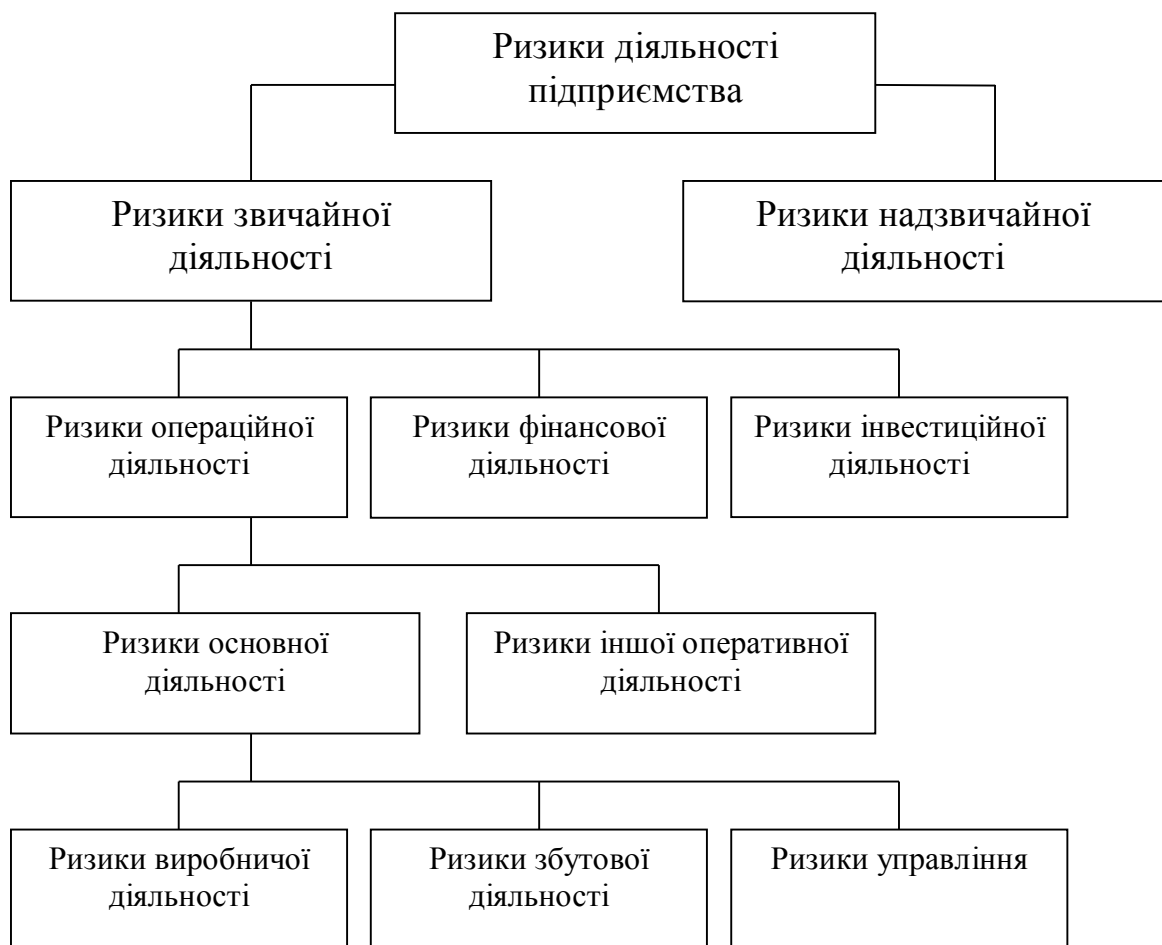 Ризики діяльності
підприємства
Ризики звичайної
діяльності
Ризики надзвичайної
діяльності
Ризики операційної
діяльності
Ризики фінансової
діяльності
Ризики інвестиційної
діяльності
Ризики основної
діяльності
Ризики іншої оперативної
діяльності
Ризики виробничої
діяльності
Ризики збутової
діяльності
Ризики управління